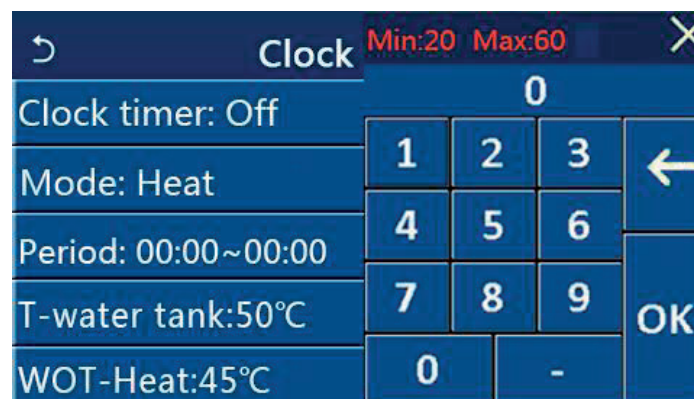 Clock
Clock timer: Off
Mode: Heat
Period: 00:00~00:00
T-water tank:50℃
WOT-Heat:45℃
Min:20 Max:60
0
1 2 3
4 5 6
7 8 9
OK
0 -